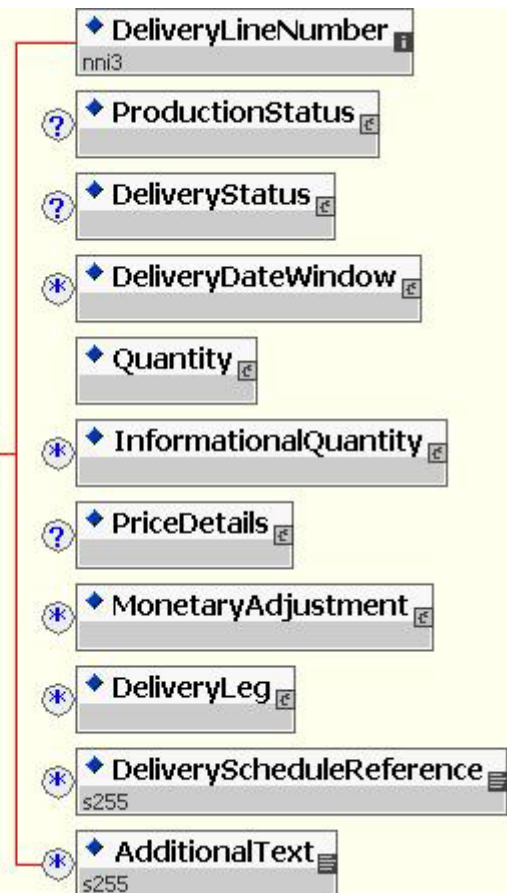 DeliveryLineNumber
nni3
? ProductionStatus
? DeliveryStatus
* DeliveryDateWindow
Quantity
* InformationalQuantity
? PriceDetails
* MonetaryAdjustment
* DeliveryLeg
* DeliveryScheduleReference
s255
* AdditionalText
s255